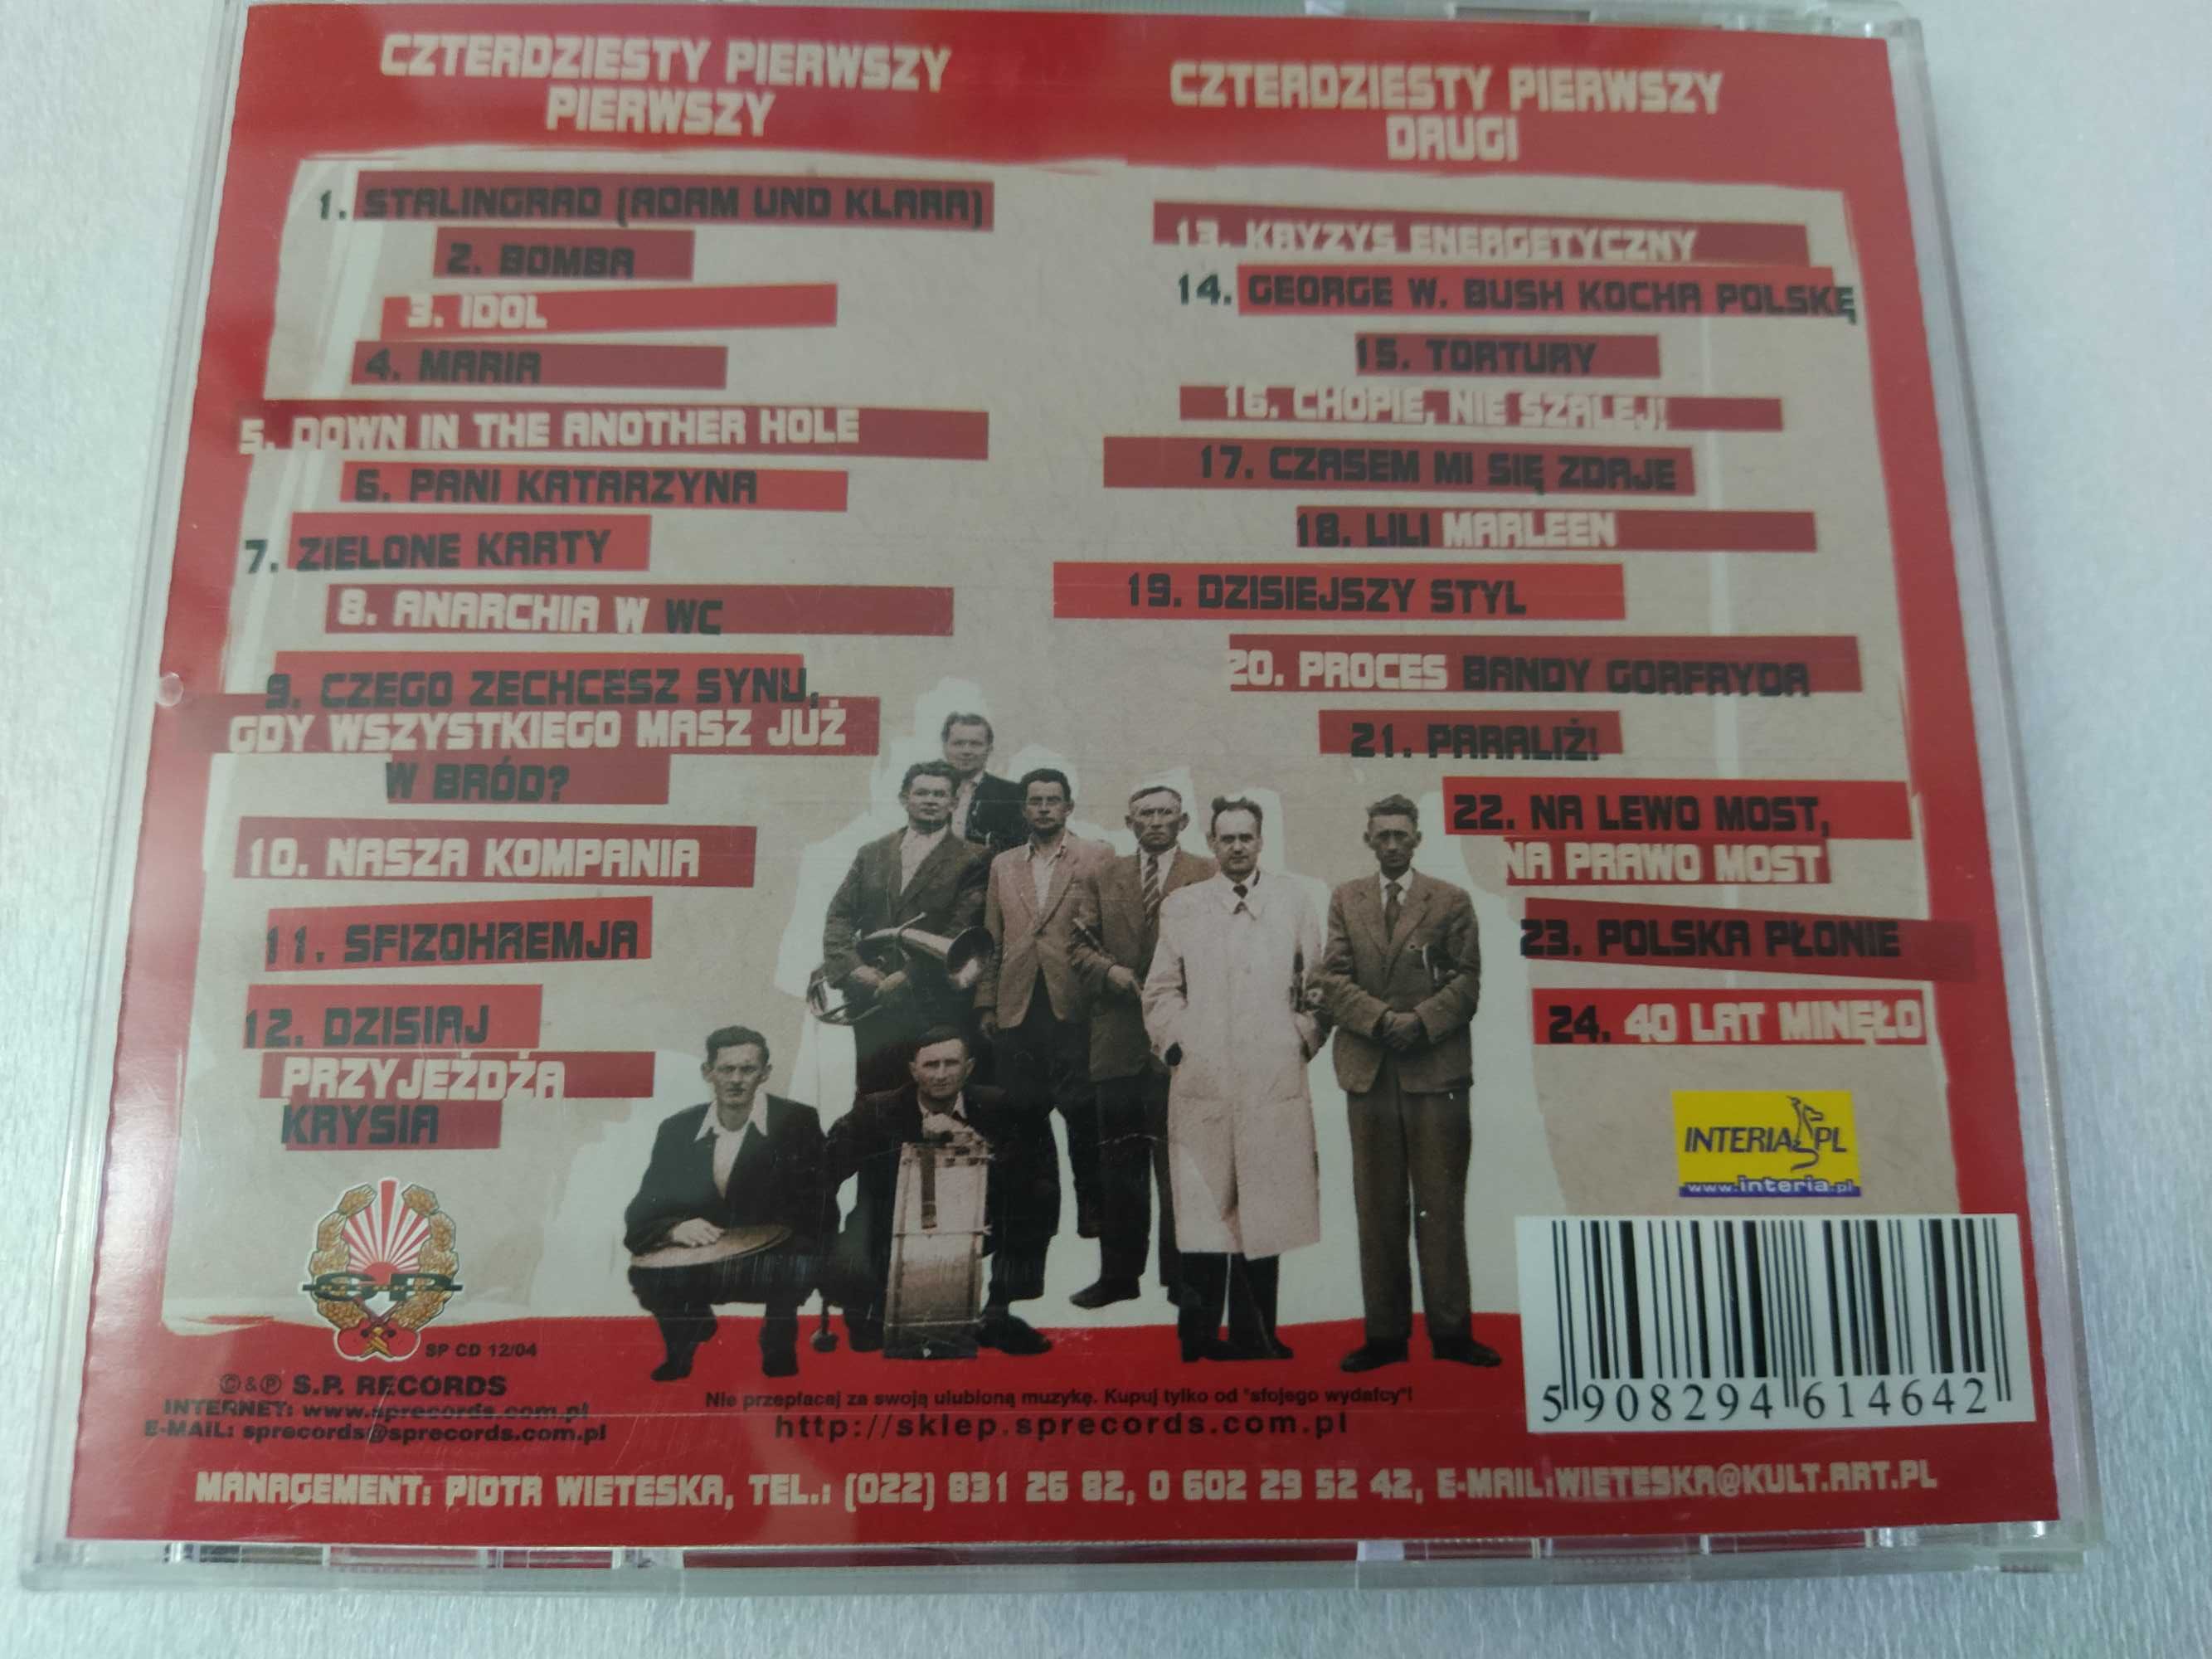 CZTERDZIESTY PIERWSZY
PIERWSZY
1. STALINGRAD (ADAM UND KLARA)
2. BOMBA
3. IDOL
4. MARIA
5. DOWN IN THE ANOTHER HOLE
6. PANI KATARZYNA
7. ZIELONE KARTY
8. ANARCHIA W WC
9. CZEGO ZECHCESZ SYNU,
GDY WSZYSTKIEGO MASZ JUŻ
W BRÓD?
10. NASZA KOMPANIA
11. SFIZOHREMJA
12. DZISIAJ
PRZYJEŻDŻA
KRYSIA
CZTERDZIESTY PIERWSZY
DRUGI
13. KRYZYS ENERGETYCZNY
14. GEORGE W. BUSH KOCHA POLSKĘ
15. TORTURY
16. CHOPIE, NIE SZALEJ!
17. CZASEM MI SIĘ ZDAJE
18. LILI MARLEEN
19. DZISIEJSZY STYL
20. PROCES BANDY GORFRYDA
21. PARALIŻ!
22. NA LEWO MOST,
NA PRAWO MOST
23. POLSKA PŁONIE
24. 40 LAT MINĘŁO
INTERIA.PL
www.interia.pl
S.P.
SP CD 12/04
©&℗ S.P. RECORDS
INTERNET: www.sprecords.com.pl
E-MAIL: sprecords@sprecords.com.pl
Nie przepłacaj za swoją ulubioną muzykę. Kupuj tylko od "sfojego wydafcy"!
http://sklep.sprecords.com.pl
5 908294 614642
MANAGEMENT: PIOTR WIETESKA, TEL.: (022) 831 26 82, 0 602 29 52 42, E-MAIL:WIETESKA@KULT.ART.PL